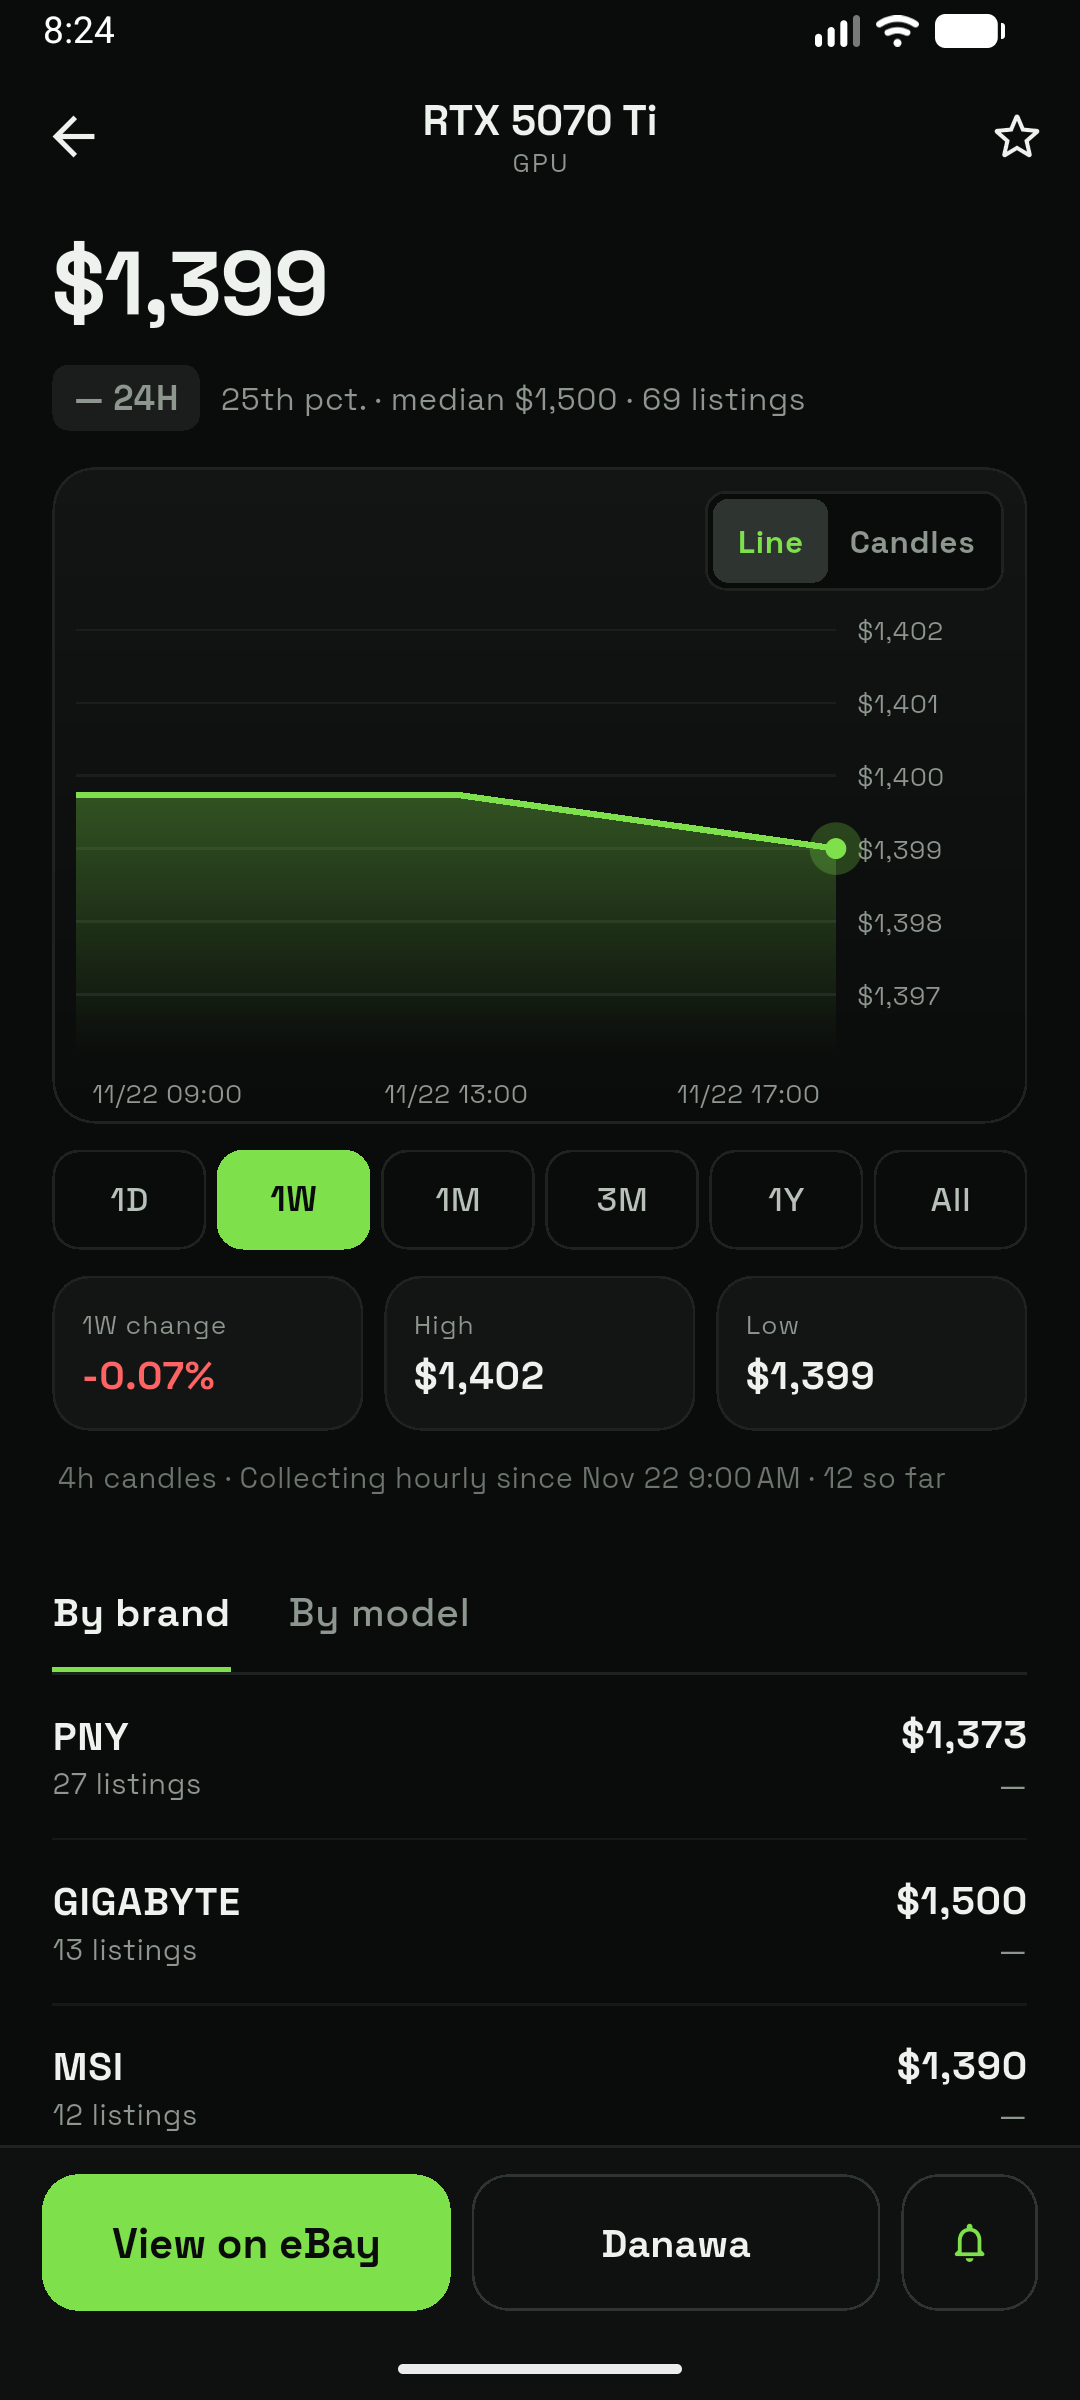 8:24
RTX 5070 Ti
GPU
$1,399
— 24H 25th pct. · median $1,500 · 69 listings
Line Candles
$1,402
$1,401
$1,400
$1,399
$1,398
$1,397
11/22 09:00 11/22 13:00 11/22 17:00
1D 1W 1M 3M 1Y All
1W change High Low
-0.07% $1,402 $1,399
4h candles · Collecting hourly since Nov 22 9:00 AM · 12 so far
By brand By model
PNY $1,373
27 listings —
GIGABYTE $1,500
13 listings —
MSI $1,390
12 listings —
View on eBay Danawa